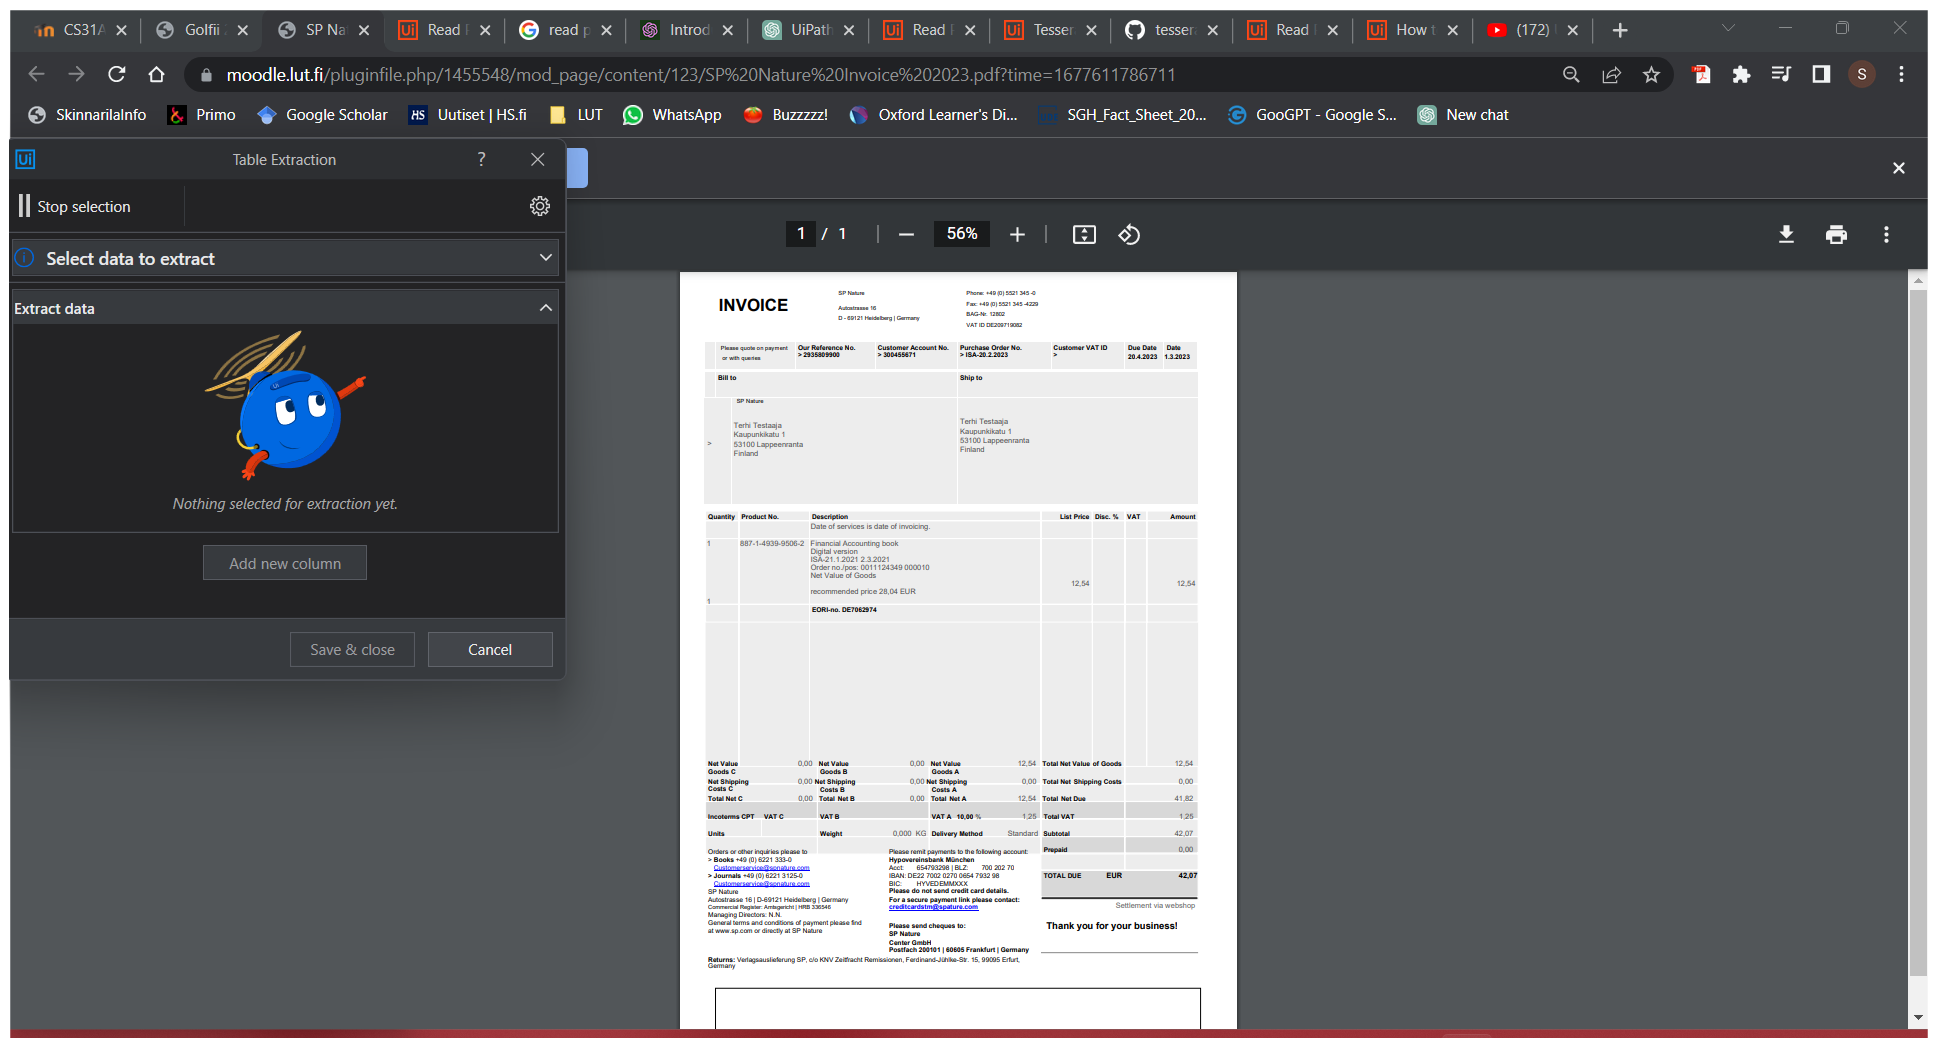 CS31A
Golfii
SP Na
Read
read p
Introd
UiPath
Read
Tesser
tesser
Read
How t
(172)
moodle.lut.fi/pluginfile.php/1455548/mod_page/content/123/SP%20Nature%20Invoice%202023.pdf?time=1677611786711
S
SkinnarilaInfo
Primo
Google Scholar
HS Uutiset | HS.fi
LUT
WhatsApp
Buzzzzz!
Oxford Learner's Di...
SGH_Fact_Sheet_20...
GooGPT - Google S...
New chat
Ui Table Extraction ?
Stop selection
Select data to extract
Extract data
Nothing selected for extraction yet.
Add new column
Save & close Cancel
1 / 1 56%
INVOICE
SP Nature
Autostrasse 16
D - 69121 Heidelberg | Germany
Phone: +49 (0) 5521 345 -0
Fax: +49 (0) 5521 345 -4229
BAG-Nr. 12802
VAT ID DE209719082
Please quote on payment
or with queries
Our Reference No.
> 2935809900
Customer Account No.
> 300455671
Purchase Order No.
> ISA-20.2.2023
Customer VAT ID
>
Due Date
20.4.2023
Date
1.3.2023
Bill to
Ship to
SP Nature
>
Terhi Testaaja
Kaupunkikatu 1
53100 Lappeenranta
Finland
Terhi Testaaja
Kaupunkikatu 1
53100 Lappeenranta
Finland
Quantity Product No. Description List Price Disc. % VAT Amount
Date of services is date of invoicing.
1 887-1-4939-9506-2 Financial Accounting book
Digital version
ISA-21.1.2021 2.3.2021
Order no./pos: 0011124349 000010
Net Value of Goods
12,54 12,54
recommended price 28,04 EUR
1
EORI-no. DE7062974
Net Value 0,00 Net Value 0,00 Net Value 12,54 Total Net Value of Goods 12,54
Goods C Goods B Goods A
Net Shipping 0,00 Net Shipping 0,00 Net Shipping 0,00 Total Net Shipping Costs 0,00
Costs C Costs B Costs A
Total Net C 0,00 Total Net B 0,00 Total Net A 12,54 Total Net Due 41,82
Incoterms CPT VAT C VAT B VAT A 10,00 % 1,25 Total VAT 1,25
Units Weight 0,000 KG Delivery Method Standard Subtotal 42,07
Prepaid 0,00
TOTAL DUE EUR 42,07
Settlement via webshop
Thank you for your business!
Orders or other inquiries please to
> Books +49 (0) 6221 333-0
Customerservice@spnature.com
> Journals +49 (0) 6221 3125-0
Customerservice@spnature.com
SP Nature
Autostrasse 16 | D-69121 Heidelberg | Germany
Commercial Register: Amtsgericht | HRB 336546
Managing Directors: N.N.
General terms and conditions of payment please find
at www.sp.com or directly at SP Nature
Please remit payments to the following account:
Hypovereinsbank München
Acct: 654793298 | BLZ: 700 202 70
IBAN: DE22 7002 0270 0654 7932 98
BIC: HYVEDEMMXXX
Please do not send credit card details.
For a secure payment link please contact:
creditcardstm@spature.com
Please send cheques to:
SP Nature
Center GmbH
Postfach 200101 | 60605 Frankfurt | Germany
Returns: Verlagsauslieferung SP, c/o KNV Zeitfracht Remissionen, Ferdinand-Jühlke-Str. 15, 99095 Erfurt,
Germany